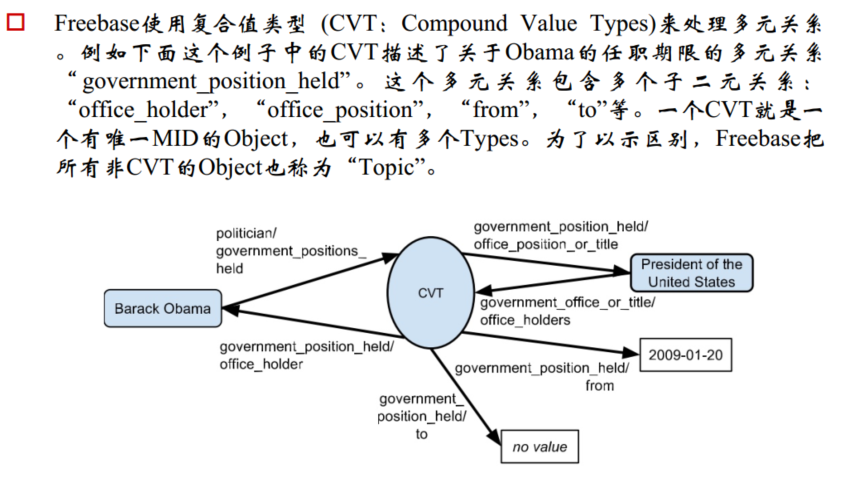 Freebase使用复合值类型 (CVT：Compound Value Types)来处理多元关系
。例如下面这个例子中的CVT描述了关于Obama的任职期限的多元关系
“government_position_held”。这个多元关系包含多个子二元关系：
“office_holder”， “office_position”， “from”， “to”等。一个CVT就是一
个有唯一MID的Object，也可以有多个Types。为了以示区别，Freebase把
所有非CVT的Object也称为“Topic”。
politician/
government_positions_
held
government_position_held/
office_position_or_title
President of the
United States
CVT
Barack Obama
government_office_or_title/
office_holders
government_position_held/
office_holder
2009-01-20
government_position_held/
from
government_
position_held/
to
no value